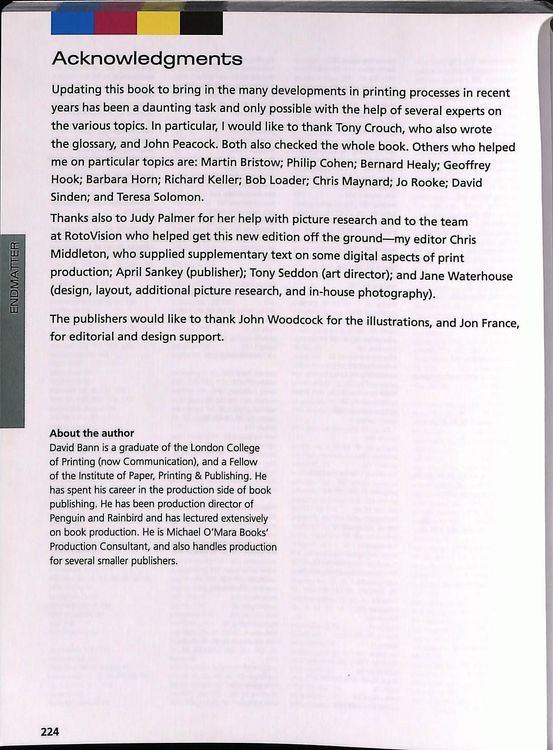 Acknowledgments
Updating this book to bring in the many developments in printing processes in recent
years has been a daunting task and only possible with the help of several experts on
the various topics. In particular, I would like to thank Tony Crouch, who also wrote
the glossary, and John Peacock. Both also checked the whole book. Others who helped
me on particular topics are: Martin Bristow; Philip Cohen; Bernard Healy; Geoffrey
Hook; Barbara Horn; Richard Keller; Bob Loader; Chris Maynard; Jo Rooke; David
Sinden; and Teresa Solomon.
Thanks also to Judy Palmer for her help with picture research and to the team
at RotoVision who helped get this new edition off the ground—my editor Chris
Middleton, who supplied supplementary text on some digital aspects of print
production; April Sankey (publisher); Tony Seddon (art director); and Jane Waterhouse
(design, layout, additional picture research, and in-house photography).
The publishers would like to thank John Woodcock for the illustrations, and Jon France,
for editorial and design support.
ENDMATTER
About the author
David Bann is a graduate of the London College
of Printing (now Communication), and a Fellow
of the Institute of Paper, Printing & Publishing. He
has spent his career in the production side of book
publishing. He has been production director of
Penguin and Rainbird and has lectured extensively
on book production. He is Michael O'Mara Books'
Production Consultant, and also handles production
for several smaller publishers.
224